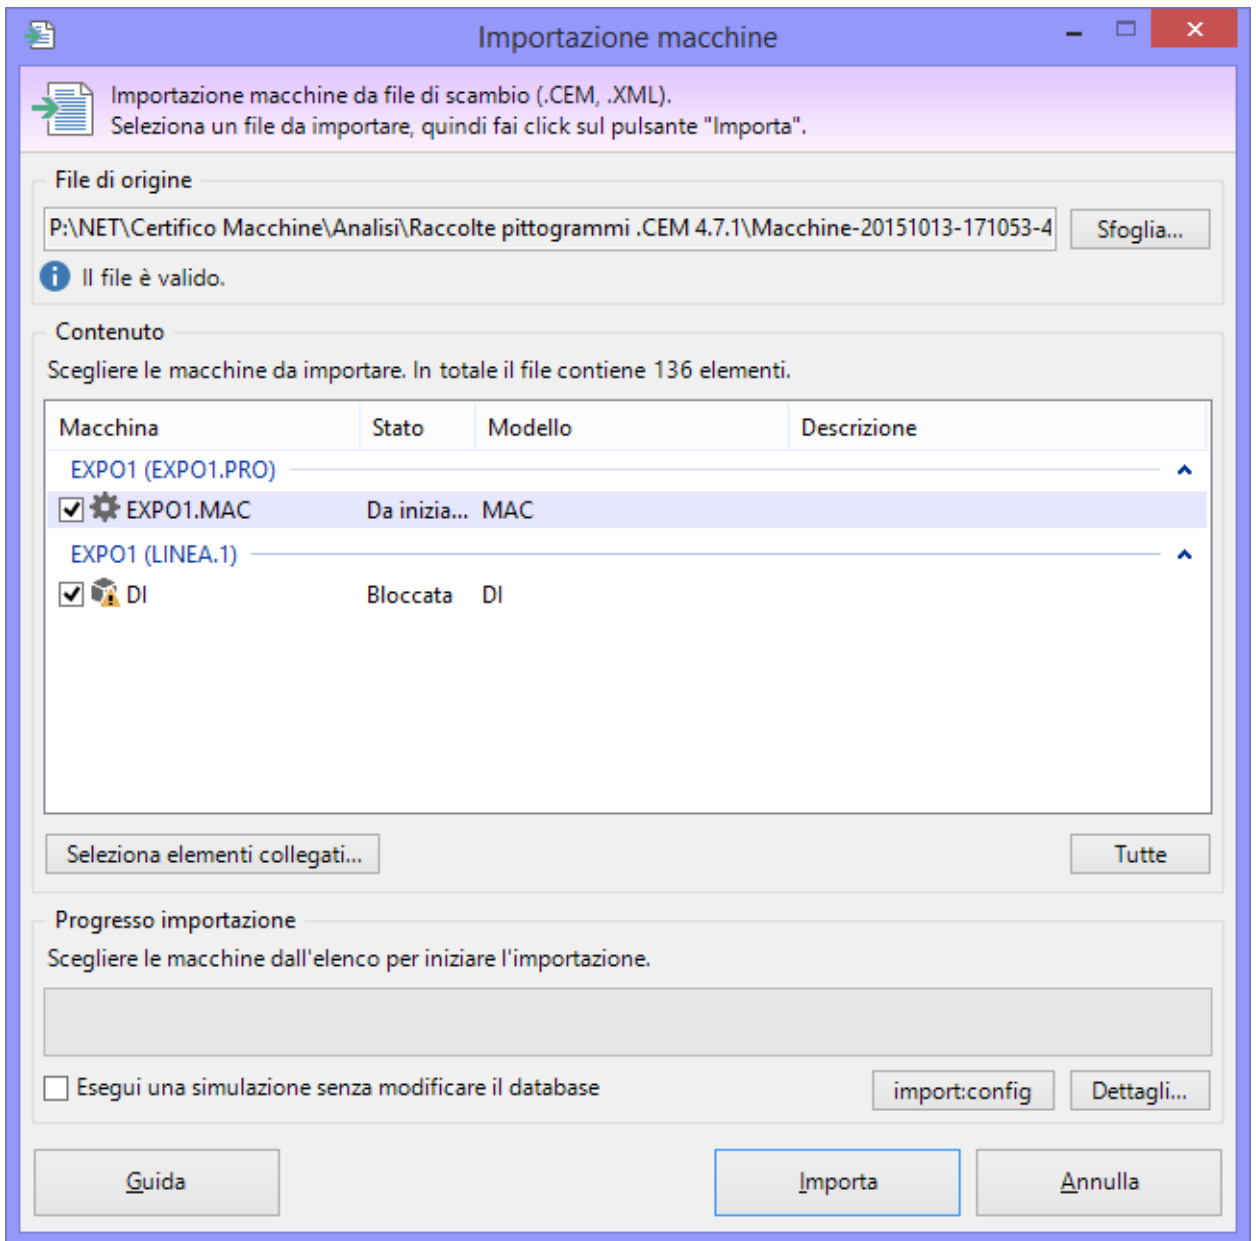 Importazione macchine
Importazione macchine da file di scambio (.CEM, .XML).
Seleziona un file da importare, quindi fai click sul pulsante "Importa".
File di origine
P:\NET\Certifico Macchine\Analisi\Raccolte pittogrammi .CEM 4.7.1\Macchine-20151013-171053-4 Sfoglia...
Il file è valido.
Contenuto
Scegliere le macchine da importare. In totale il file contiene 136 elementi.
Macchina Stato Modello Descrizione
EXPO1 (EXPO1.PRO)
EXPO1.MAC Da inizia... MAC
EXPO1 (LINEA.1)
DI Bloccata DI
Seleziona elementi collegati... Tutte
Progresso importazione
Scegliere le macchine dall'elenco per iniziare l'importazione.
Esegui una simulazione senza modificare il database import:config Dettagli...
Guida Importa Annulla